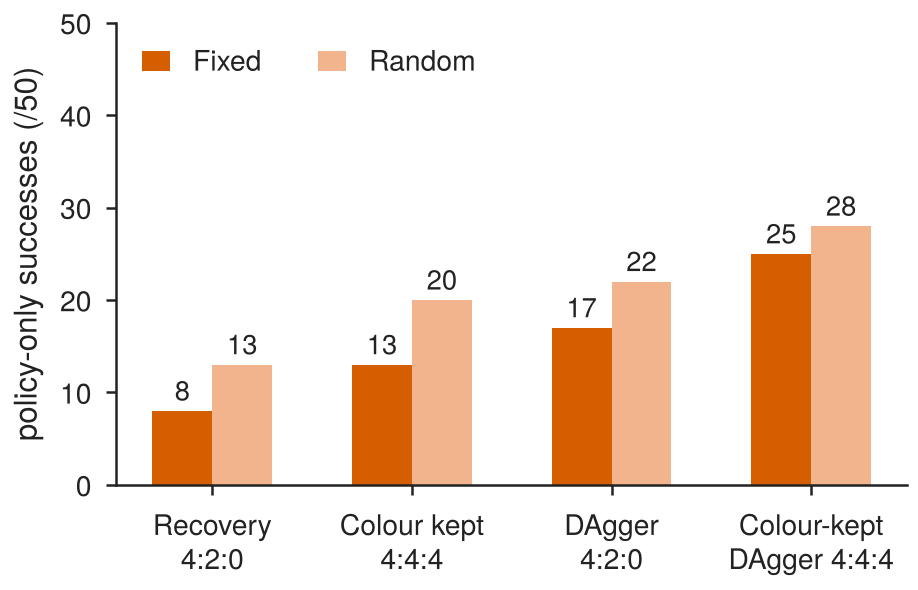 policy-only successes (/50)
50
40
30
20
10
0
Fixed
Random
8
13
13
20
17
22
25
28
Recovery
4:2:0
Colour kept
4:4:4
DAgger
4:2:0
Colour-kept
DAgger 4:4:4